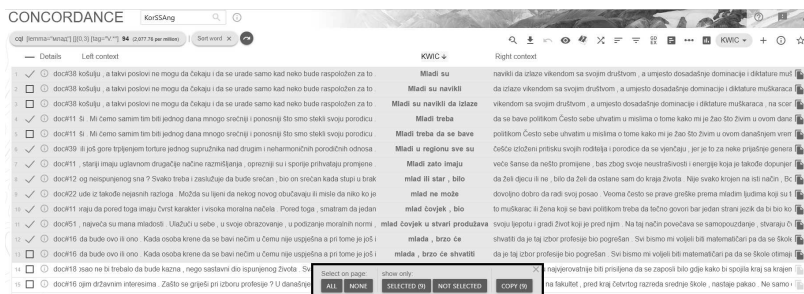 CONCORDANCE KorSSAng
cql [lemma="млад"] []{0,3} [tag="V.*"] 94 (2,077.76 per million) Sort word × KWIC
Details Left context KWIC Right context
1 doc#38 košulju , a takvi poslovi ne mogu da čekaju i da se urade samo kad neko bude raspoložen za to . Mladi su navikli da izlaze vikendom sa svojim društvom , a umjesto dosadašnje dominacije i diktature
2 doc#38 košulju , a takvi poslovi ne mogu da čekaju i da se urade samo kad neko bude raspoložen za to . Mladi su navikli da izlaze vikendom sa svojim društvom , a umjesto dosadašnje dominacije i diktature muškaraca
3 doc#38 košulju , a takvi poslovi ne mogu da čekaju i da se urade samo kad neko bude raspoložen za to . Mladi su navikli da izlaze vikendom sa svojim društvom , a umjesto dosadašnje dominacije i diktature muškaraca , na
4 doc#11 ši . Mi ćemo samim tim biti jednog dana mnogo srećniji i ponosniji što smo stekli svoju porodicu . Mladi treba da se bave politikom Često sebe uhvatim u mislima o tome kako mi je žao što živim u ovom
5 doc#11 ši . Mi ćemo samim tim biti jednog dana mnogo srećniji i ponosniji što smo stekli svoju porodicu . Mladi treba da se bave politikom Često sebe uhvatim u mislima o tome kako mi je žao što živim u ovom današnjem
6 doc#39 ili još gore trpljenjem torture jednog supružnika nad drugim i neharmoničnih porodičnih odnosa . Mladi u regionu sve su češće izloženi pritisku svojih roditelja i porodice da se vjenčaju , jer je to za neke prijašnje
7 doc#11 , stariji imaju uglavnom drugačije načine razmišljanja , oprezniji su i sporije prihvataju promjene . Mladi zato imaju veće šanse da nešto promijene , bas zbog svoje neustrašivosti i energije koja je takođe
8 doc#12 og neispunjenog sna ? Svako treba i zaslužuje da bude srećan , bio on srećan kada stupi u brak mlad ili star , bilo da želi djecu ili ne , bilo da želi da ostane sam do kraja života . Nije svako krojen na isti način ,
9 doc#22 ude iz takođe nejasnih razloga . Možda su lijeni da nekog novog obučavaju ili misle da niko ko je mlad ne može dovoljno dobro da radi svoj posao . Veoma često se prave greške prema mladim ljudima koji su
10 doc#11 iraju da pored toga imaju čvrst karakter i visoka moralna načela . Pored toga , smatram da jedan mlad čovjek , bio to muškarac ili žena koji se bavi politikom treba da tečno govori bar jedan strani jezik da bi bio
11 doc#51 , najveća su mana mladosti . Ulažući u sebe , u svoje obrazovanje , u podizanje moralnih normi , mlad čovjek u stvari produžava svoju ljepotu i gradi život koji je pred njim . Na taj način povećava se samopouzdanje , stvaraju
12 doc#16 da bude ovo ili ono . Kada osoba krene da se bavi nečim u čemu nije uspješna a pri tome je još i mlada , brzo će shvatiti da je taj izbor profesije bio pogrešan . Svi bismo mi voljeli biti matematičari pa da se
13 doc#16 da bude ovo ili ono . Kada osoba krene da se bavi nečim u čemu nije uspješna a pri tome je još i mlada , brzo će shvatiti da je taj izbor profesije bio pogrešan . Svi bismo mi voljeli biti matematičari pa da se škole
14 doc#18 xsao ne bi trebalo da bude kazna , nego sastavni dio ispunjenog života . najvjerovatnije biti prisiljena da se zaposli bilo gdje kako bi spojila kraj sa krajem
15 doc#16 ojim državnim interesima . Zašto se griješi pri izboru profesije ? U na fakultet , pred kraj četvrtog razreda srednje škole , nastaje pakao . Ne samo
Select on page: show only:
ALL NONE SELECTED (9) NOT SELECTED COPY (9)